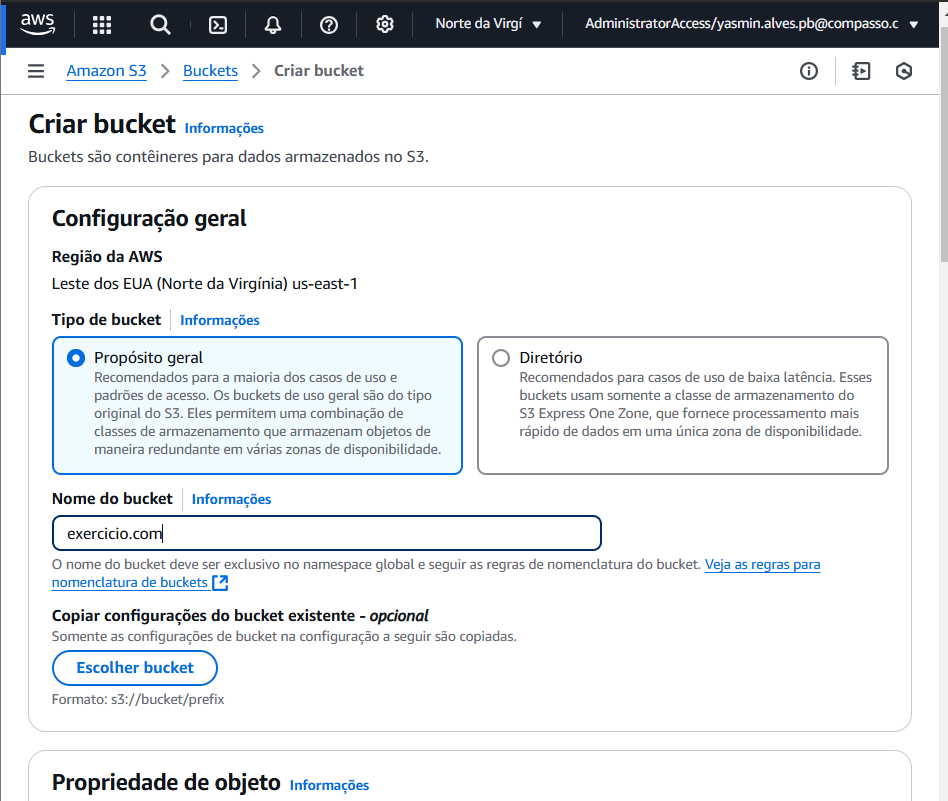 aws
Norte da Virgí
AdministratorAccess/yasmin.alves.pb@compasso.c
Amazon S3 > Buckets > Criar bucket
Criar bucket Informações
Buckets são contêineres para dados armazenados no S3.
Configuração geral
Região da AWS
Leste dos EUA (Norte da Virgínia) us-east-1
Tipo de bucket Informações
Propósito geral
Recomendados para a maioria dos casos de uso e
padrões de acesso. Os buckets de uso geral são do tipo
original do S3. Eles permitem uma combinação de
classes de armazenamento que armazenam objetos de
maneira redundante em várias zonas de disponibilidade.
Diretório
Recomendados para casos de uso de baixa latência. Esses
buckets usam somente a classe de armazenamento do
S3 Express One Zone, que fornece processamento mais
rápido de dados em uma única zona de disponibilidade.
Nome do bucket Informações
exercicio.com
O nome do bucket deve ser exclusivo no namespace global e seguir as regras de nomenclatura do bucket. Veja as regras para
nomenclatura de buckets
Copiar configurações do bucket existente - opcional
Somente as configurações de bucket na configuração a seguir são copiadas.
Escolher bucket
Formato: s3://bucket/prefix
Propriedade de objeto Informações